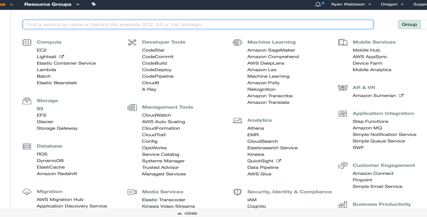 Resource Groups
Ryan Matteson
Oregon
Supp
Find a service by name or feature (for example, EC2, S3 or VM, storage).
Group
Compute
EC2
Lightsail
Elastic Container Service
Lambda
Batch
Elastic Beanstalk
Storage
S3
EFS
Glacier
Storage Gateway
Database
RDS
DynamoDB
ElastiCache
Amazon Redshift
Migration
AWS Migration Hub
Application Discovery Service
Developer Tools
CodeStar
CodeCommit
CodeBuild
CodeDeploy
CodePipeline
Cloud9
X-Ray
Management Tools
CloudWatch
AWS Auto Scaling
CloudFormation
CloudTrail
Config
OpsWorks
Service Catalog
Systems Manager
Trusted Advisor
Managed Services
Media Services
Elastic Transcoder
Kinesis Video Streams
Machine Learning
Amazon SageMaker
Amazon Comprehend
AWS DeepLens
Amazon Lex
Machine Learning
Amazon Polly
Rekognition
Amazon Transcribe
Amazon Translate
Analytics
Athena
EMR
CloudSearch
Elasticsearch Service
Kinesis
QuickSight
Data Pipeline
AWS Glue
Security, Identity & Compliance
IAM
Cognito
Mobile Services
Mobile Hub
AWS AppSync
Device Farm
Mobile Analytics
AR & VR
Amazon Sumerian
Application Integration
Step Functions
Amazon MQ
Simple Notification Service
Simple Queue Service
SWF
Customer Engagement
Amazon Connect
Pinpoint
Simple Email Service
Business Productivity
close